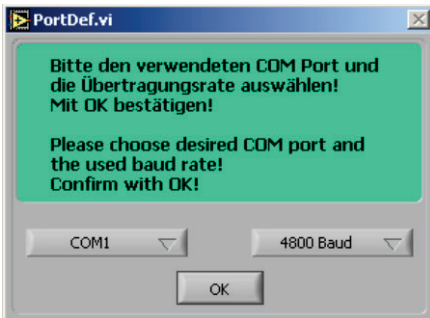 PortDef.vi
Bitte den verwendeten COM Port und
die Übertragungsrate auswählen!
Mit OK bestätigen!
Please choose desired COM port and
the used baud rate!
Confirm with OK!
COM1
4800 Baud
OK